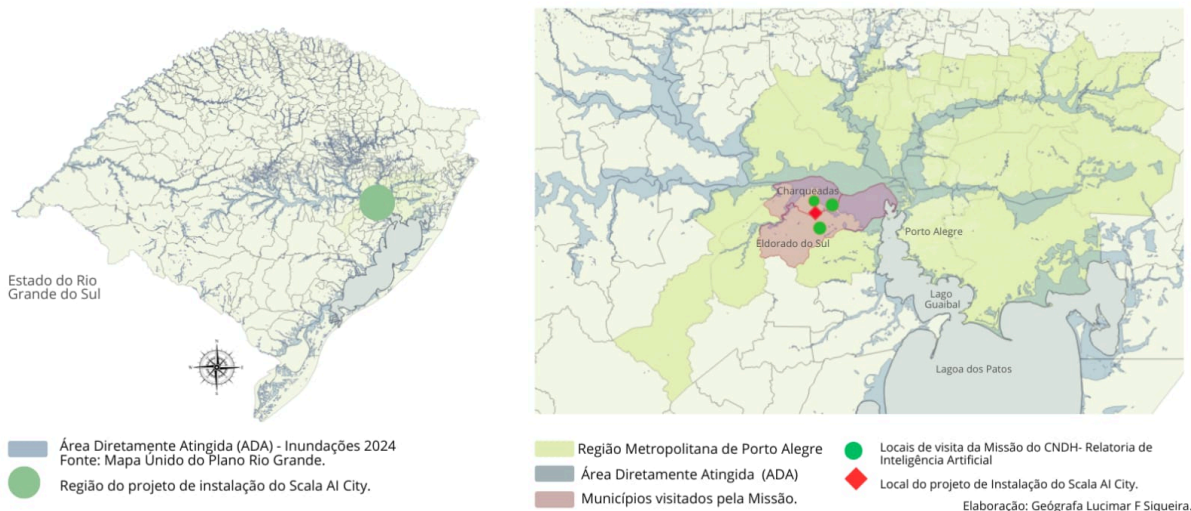 Estado do Rio
Grande do Sul
Área Diretamente Atingida (ADA) - Inundações 2024
Fonte: Mapa Únido do Plano Rio Grande.
Região do projeto de instalação do Scala AI City.
Charqueadas
Eldorado do Sul
Porto Alegre
Lago
Guaibal
Lagoa dos Patos
Região Metropolitana de Porto Alegre
Área Diretamente Atingida (ADA)
Municípios visitados pela Missão.
Locais de visita da Missão do CNDH- Relatoria de
Inteligência Artificial
Local do projeto de Instalação do Scala AI City.
Elaboração: Geógrafa Lucimar F Siqueira.